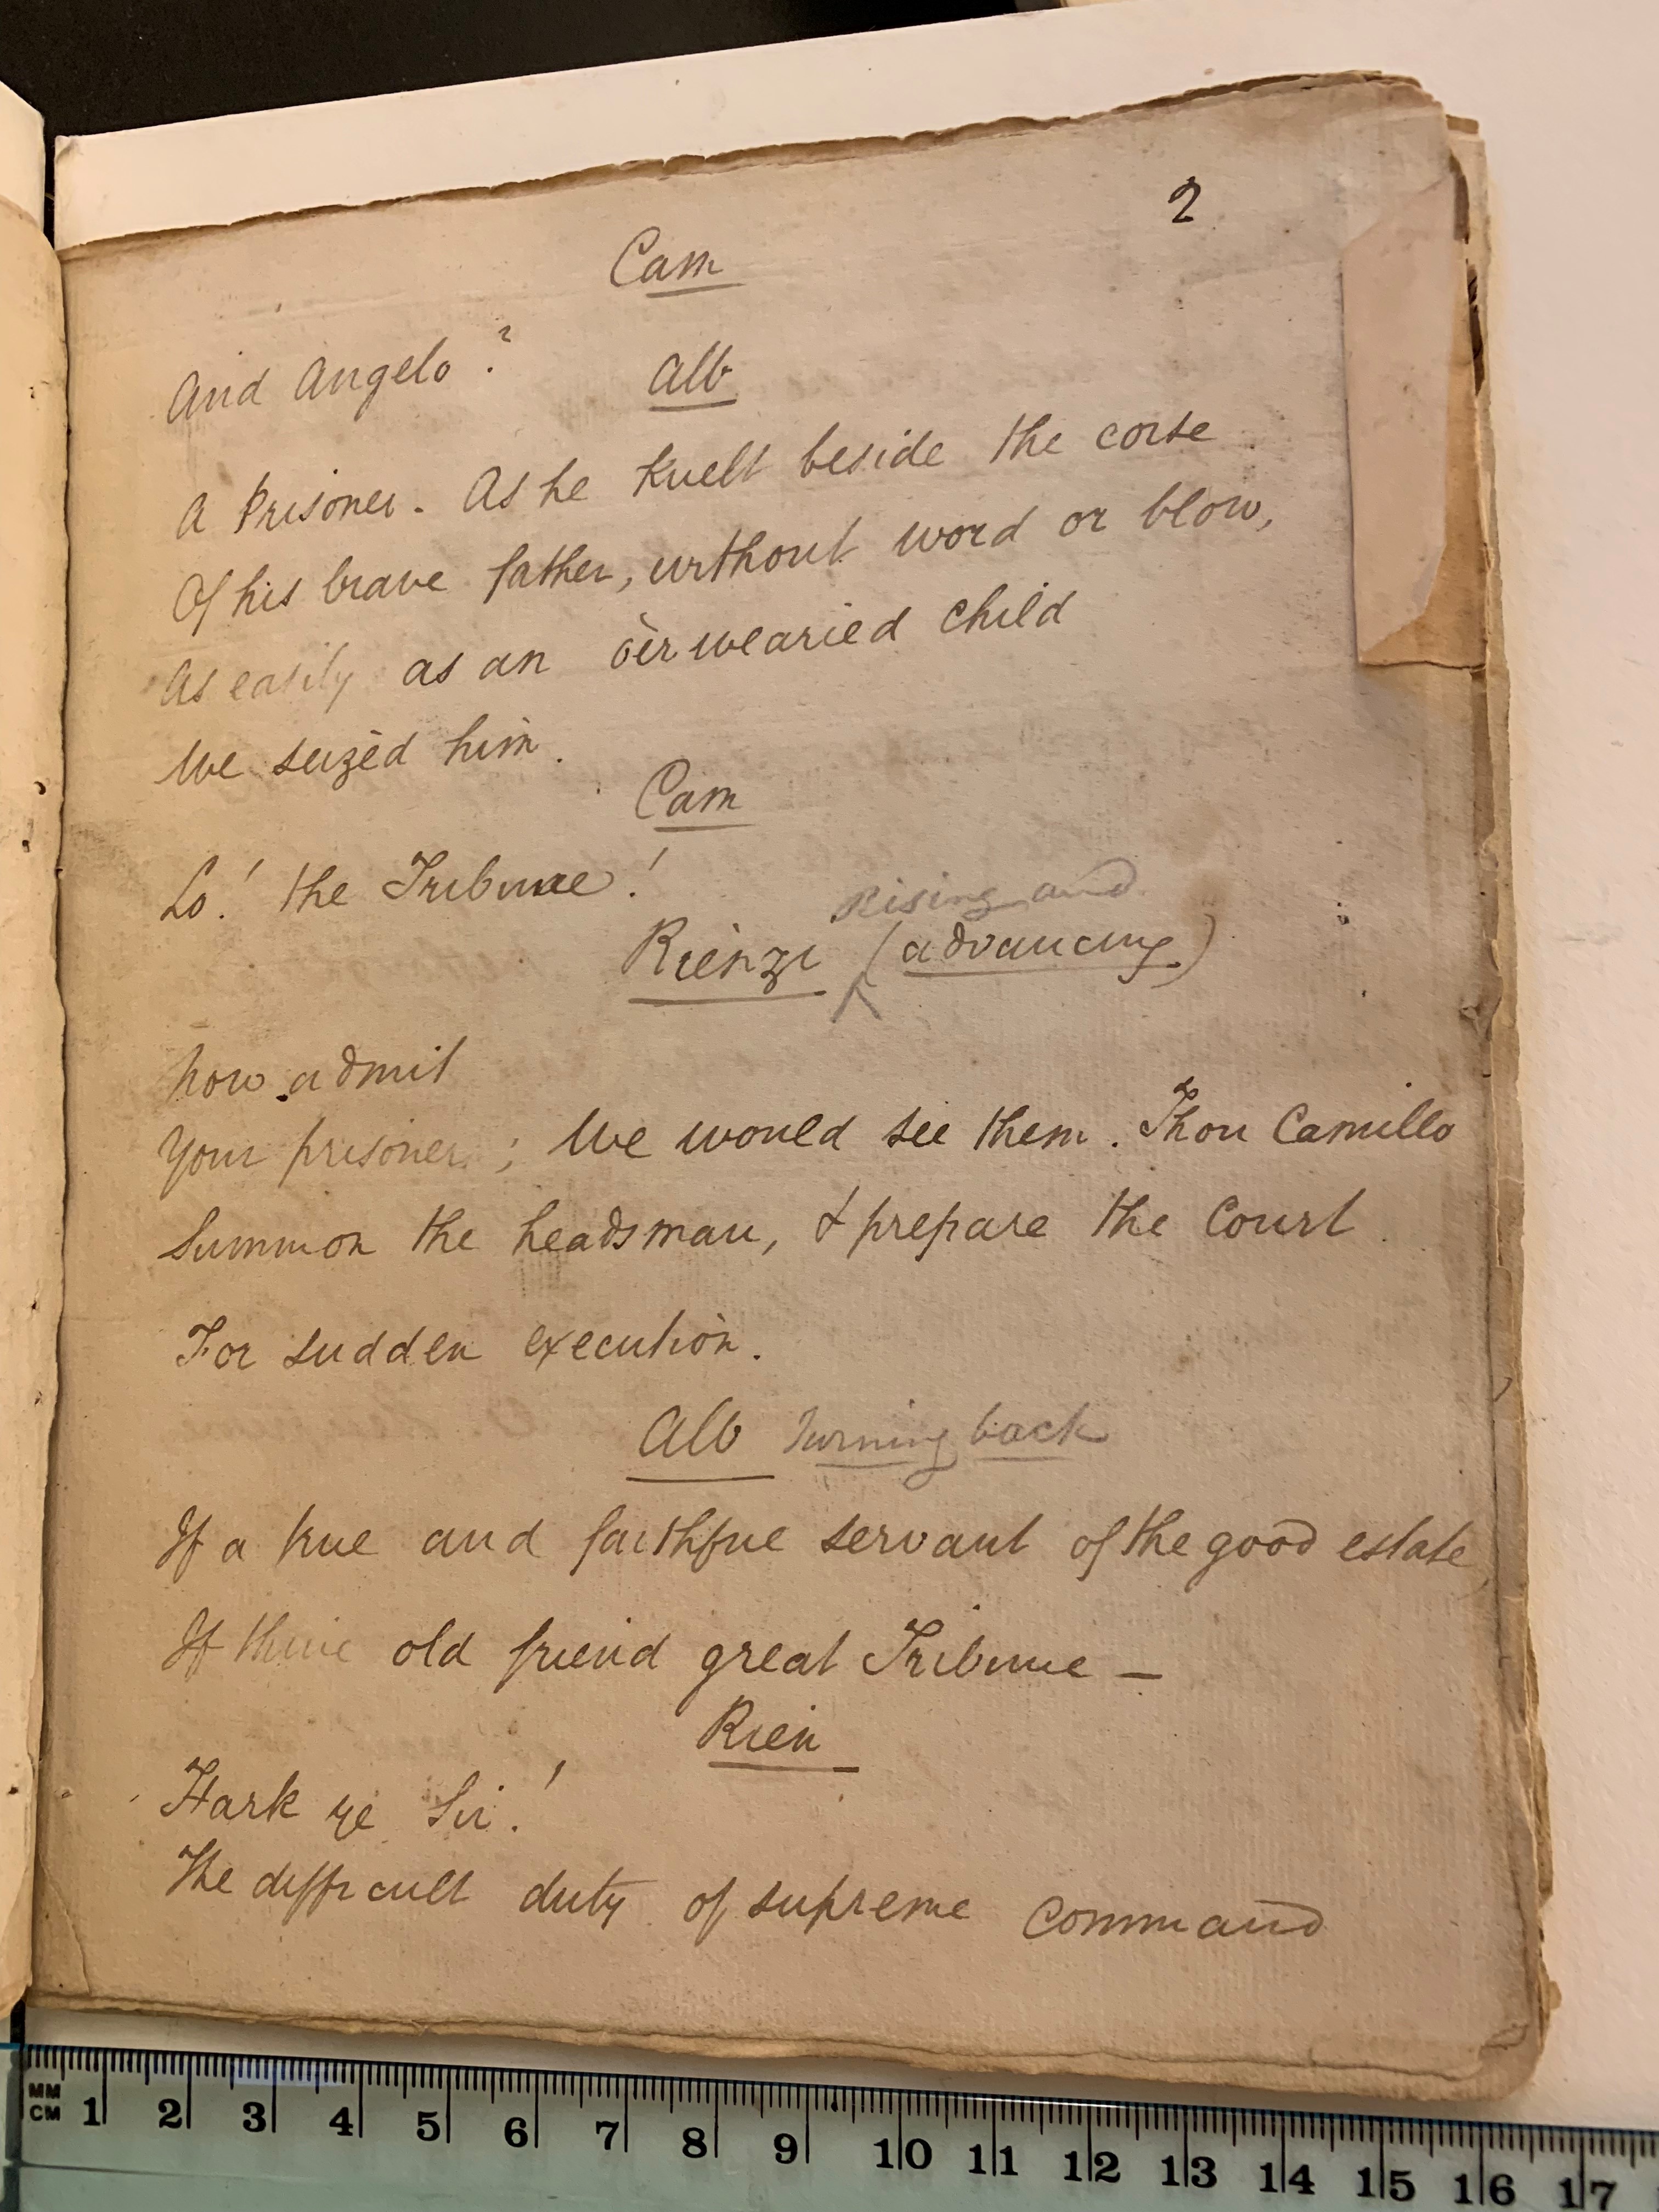 2
Cam
And Angelo?
Alb
A Prisoner. As he knelt beside the corse
Of his brave father, without word or blow,
As easily as an o'erwearied child
We seized him.
Cam
Lo! the Tribune!
Rising and
Rienzi (advancing)
Now admit
Your prisoner; We would see them. Thou Camillo
Summon the headsman, & prepare the Court
For sudden execution.
Alb Turning back
If a true and faithful servant of the good estate,
If thine old friend great Tribune —
Rien
Hark ye Sir!
The difficult duty of supreme command
MM
CM 1 2 3 4 5 6 7 8 9 10 11 12 13 14 15 16 17